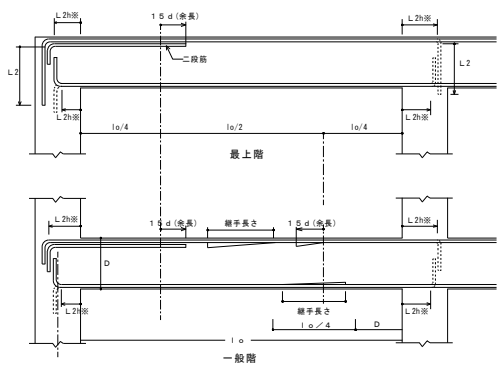 L2h※
15d(余長)
L2h※
二段筋
L2
L2
L2h※
L2h※
lo/4
lo/2
lo/4
最上階
L2h※
15d(余長)
継手長さ
15d(余長)
L2h※
D
L2h※
L2h※
継手長さ
lo/4
D
lo
一般階